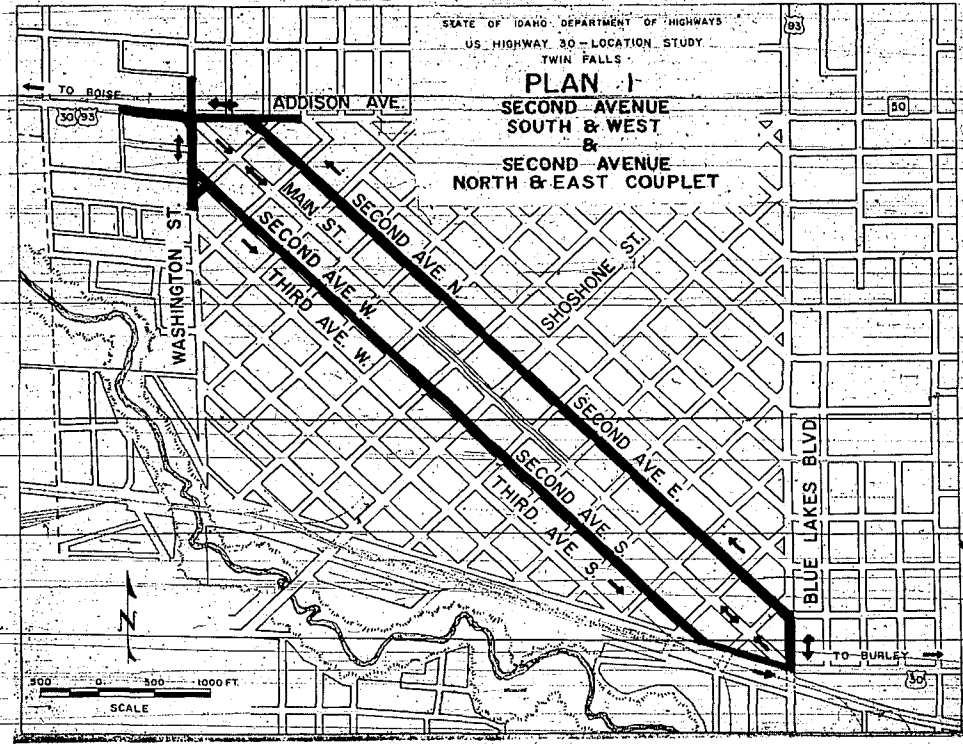 STATE OF IDAHO DEPARTMENT OF HIGHWAYS
US HIGHWAY 30 - LOCATION STUDY
TWIN FALLS
PLAN 1
SECOND AVENUE
SOUTH & WEST
&
SECOND AVENUE
NORTH & EAST COUPLET
93
50
TO BOISE
30 93
ADDISON AVE.
MAIN ST.
SECOND AVE N.
SECOND AVE. W.
THIRD AVE. W.
WASHINGTON ST.
SHOSHONE ST.
SECOND AVE E.
SECOND AVE S.
THIRD AVE. S.
BLUE LAKES BLVD
TO BURLEY
30
N
500 0 500 1000 FT.
SCALE